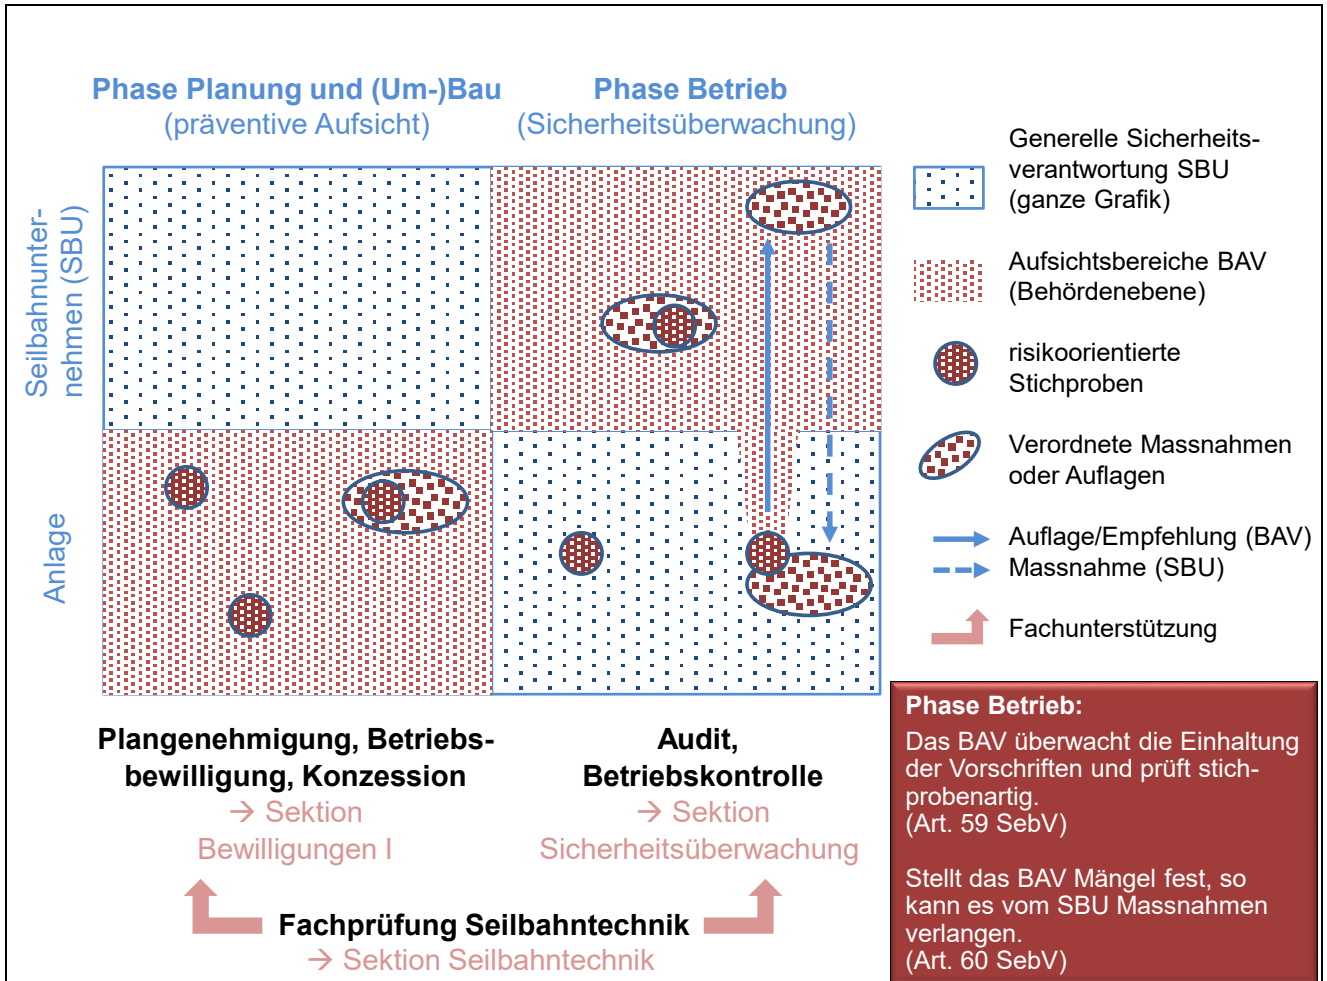 Phase Planung und (Um-)Bau
(präventive Aufsicht)
Phase Betrieb
(Sicherheitsüberwachung)
Seilbahnunter-
nehmen (SBU)
Anlage
Generelle Sicherheits-
verantwortung SBU
(ganze Grafik)
Aufsichtsbereiche BAV
(Behördenebene)
risikoorientierte
Stichproben
Verordnete Massnahmen
oder Auflagen
Auflage/Empfehlung (BAV)
Massnahme (SBU)
Fachunterstützung
Plangenehmigung, Betriebs-
bewilligung, Konzession
→ Sektion
Bewilligungen I
Audit,
Betriebskontrolle
→ Sektion
Sicherheitsüberwachung
Fachprüfung Seilbahntechnik
→ Sektion Seilbahntechnik
Phase Betrieb:
Das BAV überwacht die Einhaltung
der Vorschriften und prüft stich-
probenartig.
(Art. 59 SebV)
Stellt das BAV Mängel fest, so
kann es vom SBU Massnahmen
verlangen.
(Art. 60 SebV)